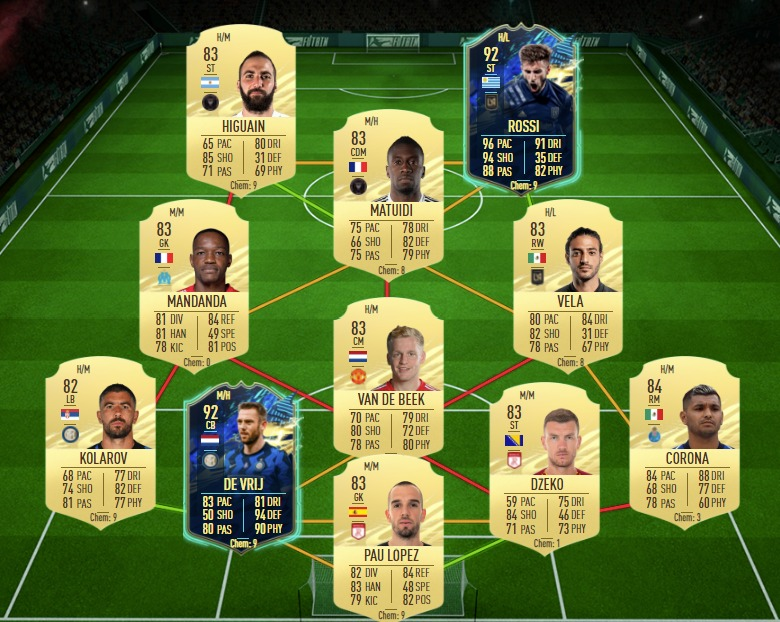 H/M
83
ST
HIGUAIN
65 PAC 80 DRI
85 SHO 31 DEF
71 PAS 69 PHY
Chem: 9
H/L
92
ST
ROSSI
96 PAC 91 DRI
94 SHO 35 DEF
88 PAS 82 PHY
Chem: 9
M/H
83
CDM
MATUIDI
75 PAC 78 DRI
66 SHO 82 DEF
75 PAS 79 PHY
Chem: 8
M/M
83
GK
MANDANDA
81 DIV 84 REF
81 HAN 49 SPE
78 KIC 81 POS
Chem: 0
H/L
83
RW
VELA
80 PAC 84 DRI
82 SHO 31 DEF
78 PAS 67 PHY
Chem: 8
83
CM
VAN DE BEEK
70 PAC 79 DRI
80 SHO 72 DEF
78 PAS 80 PHY
H/M
82
LB
KOLAROV
68 PAC 77 DRI
74 SHO 82 DEF
81 PAS 77 PHY
Chem: 9
M/H
92
CB
DE VRIJ
83 PAC 81 DRI
50 SHO 94 DEF
80 PAS 90 PHY
Chem: 9
M/M
83
GK
PAU LOPEZ
82 DIV 84 REF
83 HAN 48 SPE
79 KIC 82 POS
Chem: 9
M/M
83
ST
DZEKO
59 PAC 75 DRI
84 SHO 46 DEF
71 PAS 73 PHY
Chem: 1
H/M
84
RM
CORONA
84 PAC 88 DRI
68 SHO 77 DEF
78 PAS 60 PHY
Chem: 3